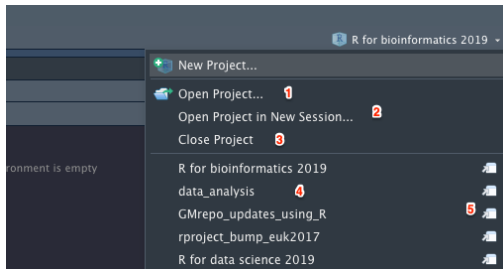 R for bioinformatics 2019
New Project...
Open Project... 1
Open Project in New Session... 2
Close Project 3
R for bioinformatics 2019
ronment is empty
data_analysis 4
GMrepo_updates_using_R 5
rproject_bump_euk2017
R for data science 2019